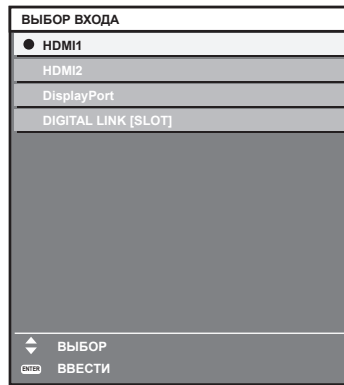 ВЫБОР ВХОДА
HDMI1
HDMI2
DisplayPort
DIGITAL LINK [SLOT]
ВЫБОР
ENTER ВВЕСТИ